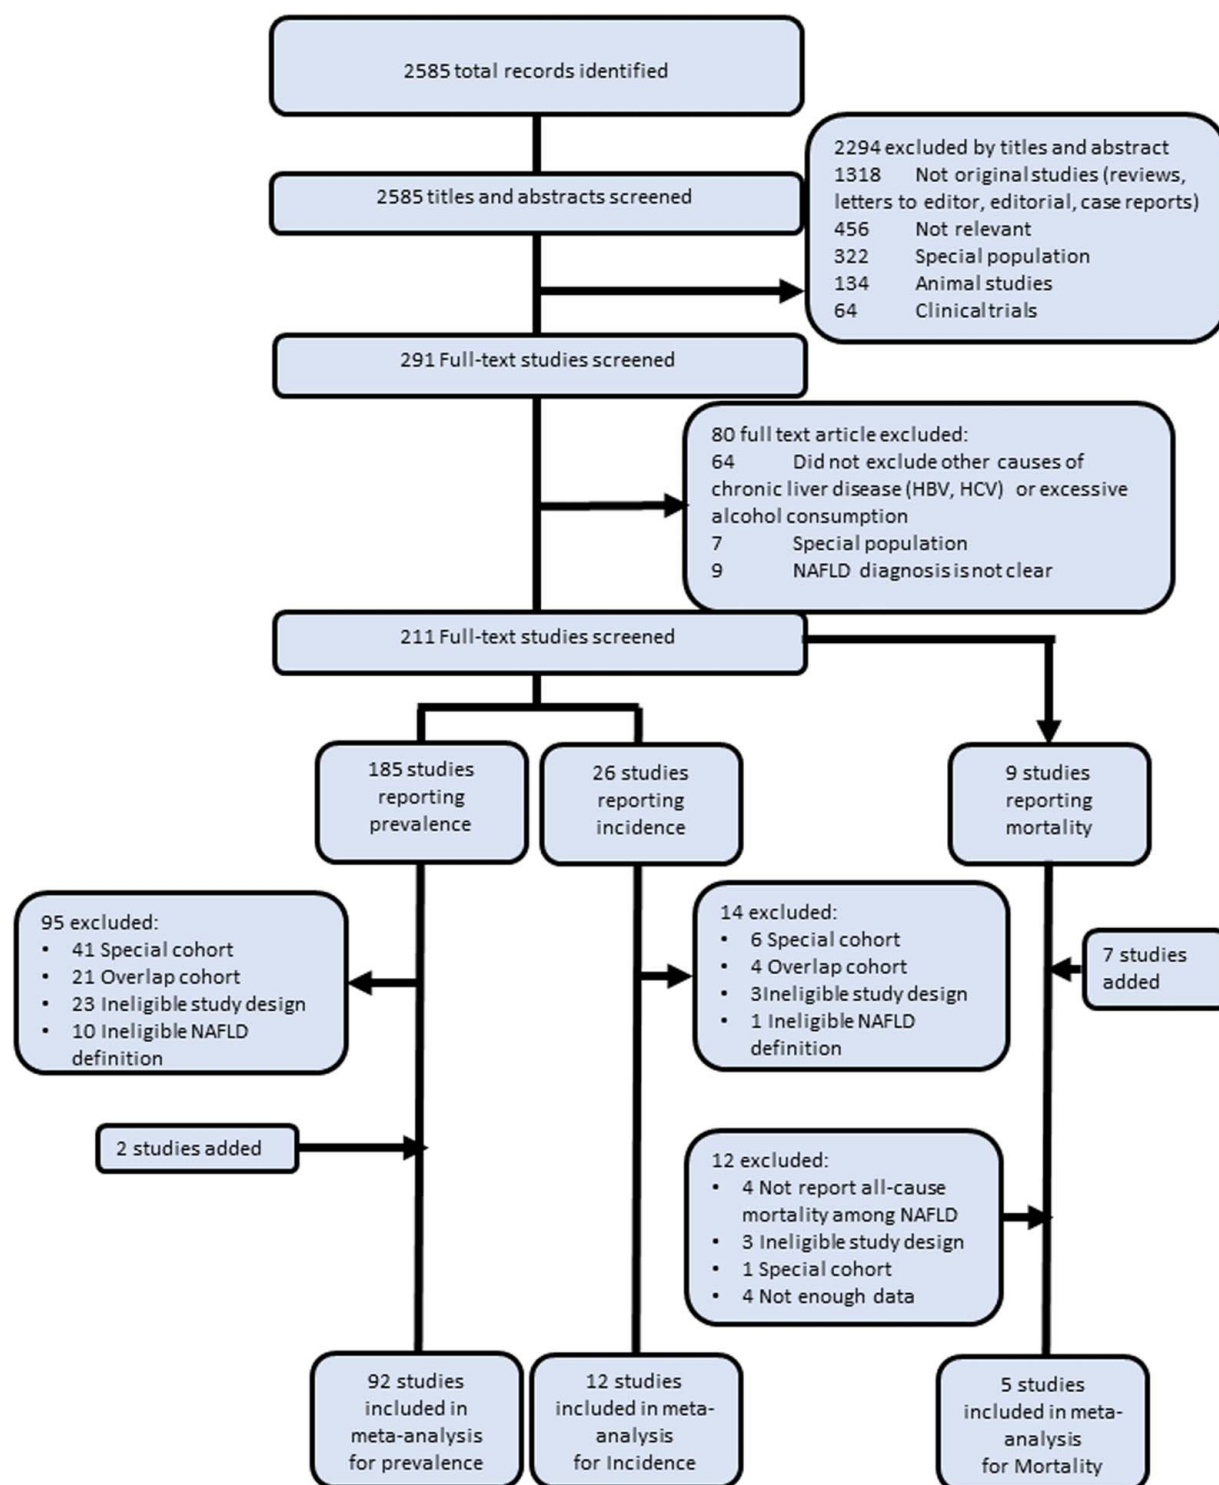 2585 total records identified
2585 titles and abstracts screened
2294 excluded by titles and abstract
1318 Not original studies (reviews,
letters to editor, editorial, case reports)
456 Not relevant
322 Special population
134 Animal studies
64 Clinical trials
291 Full-text studies screened
80 full text article excluded:
64 Did not exclude other causes of
chronic liver disease (HBV, HCV) or excessive
alcohol consumption
7 Special population
9 NAFLD diagnosis is not clear
211 Full-text studies screened
185 studies
reporting
prevalence
26 studies
reporting
incidence
9 studies
reporting
mortality
95 excluded:
• 41 Special cohort
• 21 Overlap cohort
• 23 Ineligible study design
• 10 Ineligible NAFLD
definition
14 excluded:
• 6 Special cohort
• 4 Overlap cohort
• 3Ineligible study design
• 1 Ineligible NAFLD
definition
7 studies
added
2 studies added
12 excluded:
• 4 Not report all-cause
mortality among NAFLD
• 3 Ineligible study design
• 1 Special cohort
• 4 Not enough data
92 studies
included in
meta-analysis
for prevalence
12 studies
included in meta-
analysis
for Incidence
5 studies
included in meta-
analysis
for Mortality